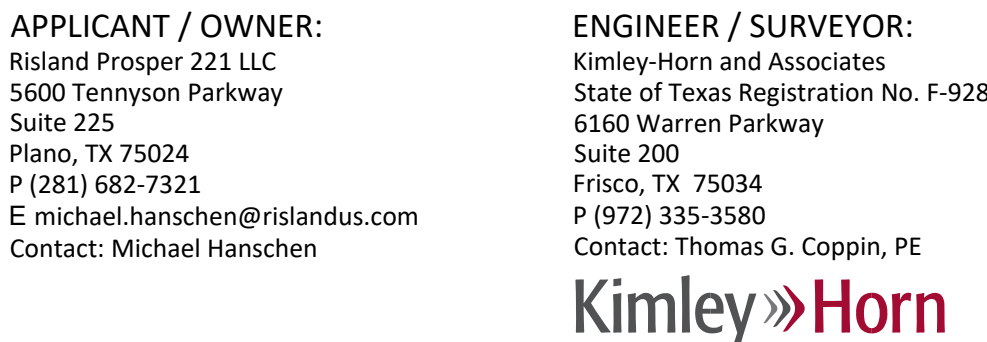 APPLICANT / OWNER:
Risland Prosper 221 LLC
5600 Tennyson Parkway
Suite 225
Plano, TX 75024
P (281) 682-7321
E michael.hanschen@rislandus.com
Contact: Michael Hanschen
ENGINEER / SURVEYOR:
Kimley-Horn and Associates
State of Texas Registration No. F-928
6160 Warren Parkway
Suite 200
Frisco, TX  75034
P (972) 335-3580
Contact: Thomas G. Coppin, PE
Kimley»Horn